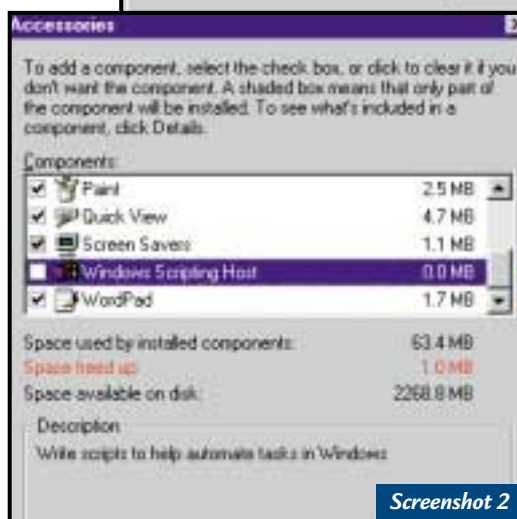 Accessories
To add a component, select the check box, or click to clear it if you
don't want the component. A shaded box means that only part of
the component will be installed. To see what's included in a
component, click Details.
Components:
Paint 2.5 MB
Quick View 4.7 MB
Screen Savers 1.1 MB
Windows Scripting Host 0.0 MB
WordPad 1.7 MB
Space used by installed components: 63.4 MB
Space freed up: 1.0 MB
Space available on disk: 2268.8 MB
Description
Write scripts to help automate tasks in Windows
Screenshot 2